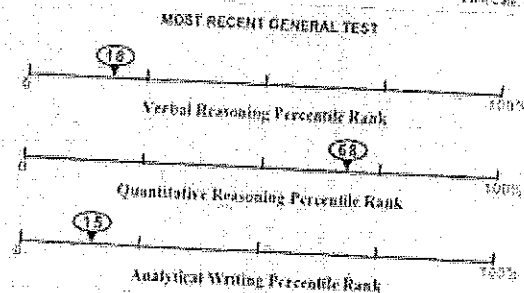 MOST RECENT GENERAL TEST
18
0 100%
Verbal Reasoning Percentile Rank
68
0 100%
Quantitative Reasoning Percentile Rank
15
0 100%
Analytical Writing Percentile Rank